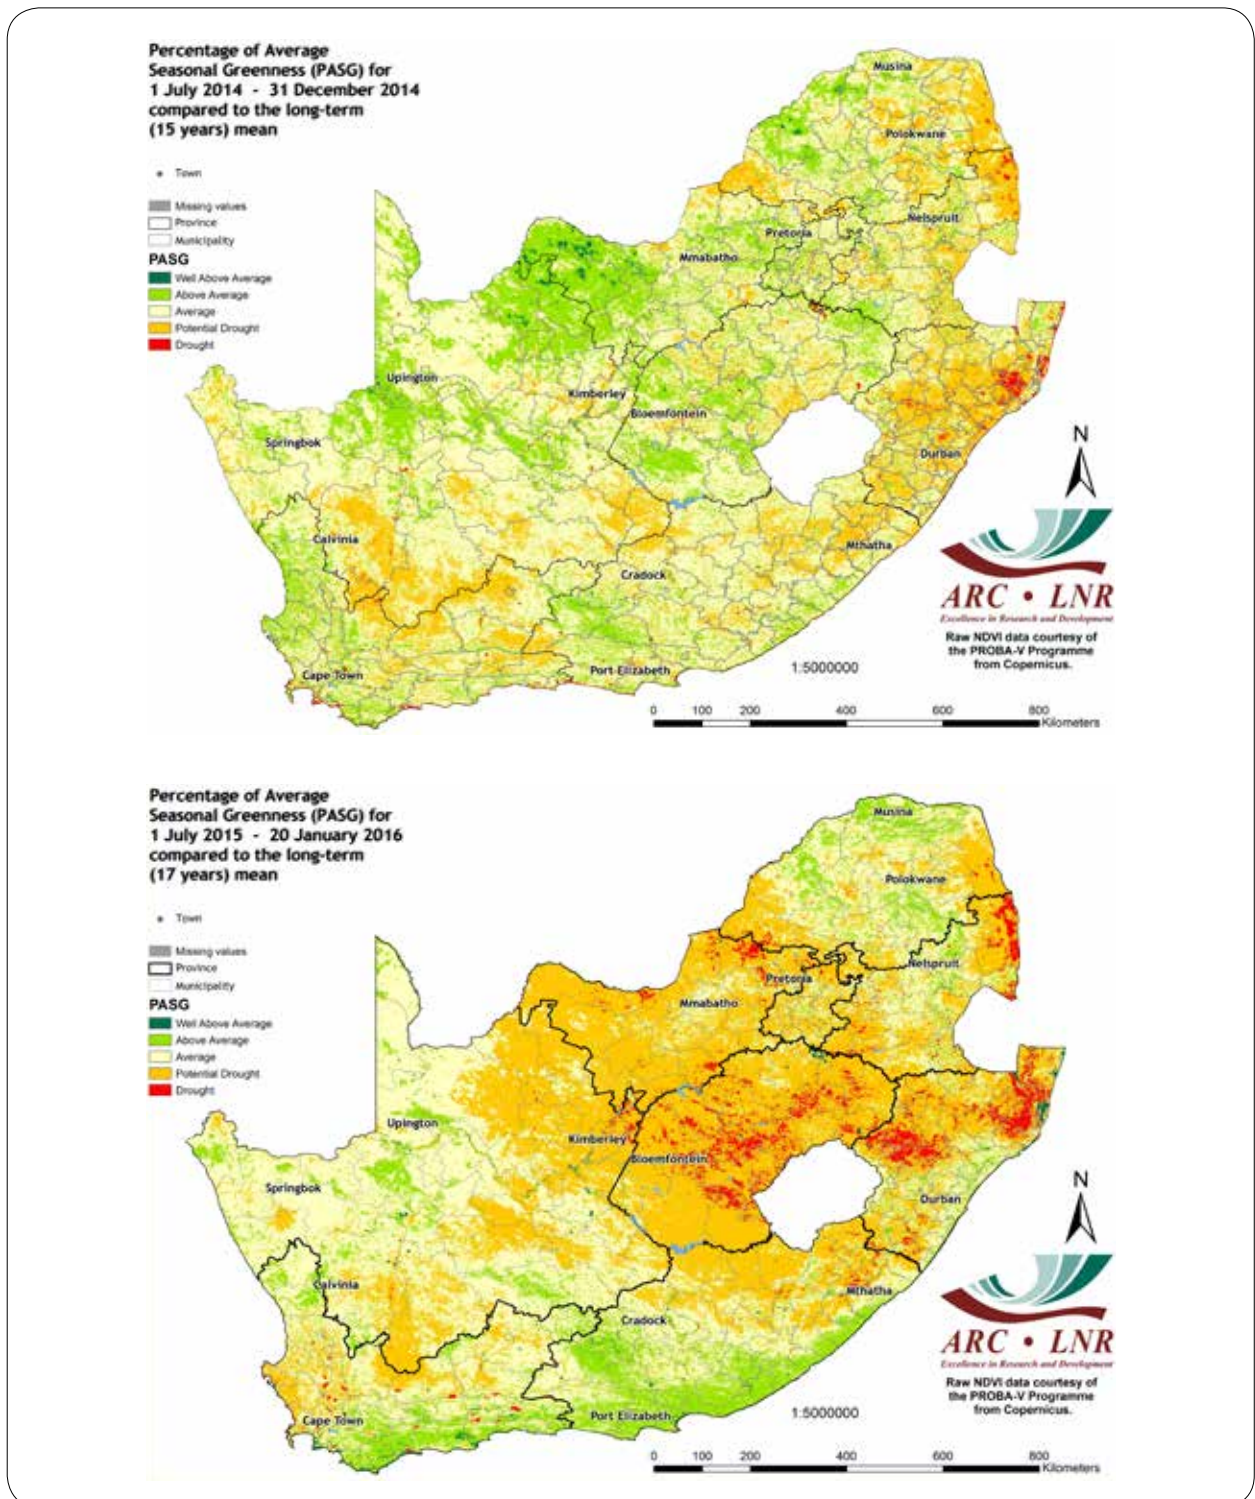 Percentage of Average
Seasonal Greenness (PASG) for
1 July 2014 - 31 December 2014
compared to the long-term
(15 years) mean
Town
Missing values
Province
Municipality
PASG
Well Above Average
Above Average
Average
Potential Drought
Drought
Musina
Polokwane
Nelspruit
Pretoria
Mmabatho
Upington
Kimberley
Bloemfontein
Springbok
Durban
Calvinia
Mthatha
Cradock
Cape Town
Port Elizabeth
N
ARC • LNR
Excellence in Research and Development
Raw NDVI data courtesy of
the PROBA-V Programme
from Copernicus.
1:5000000
0 100 200 400 600 800
Kilometers
Percentage of Average
Seasonal Greenness (PASG) for
1 July 2015 - 20 January 2016
compared to the long-term
(17 years) mean
Town
Missing values
Province
Municipality
PASG
Well Above Average
Above Average
Average
Potential Drought
Drought
Musina
Polokwane
Nelspruit
Pretoria
Mmabatho
Upington
Kimberley
Bloemfontein
Springbok
Durban
Calvinia
Mthatha
Cradock
Cape Town
Port Elizabeth
N
ARC • LNR
Excellence in Research and Development
Raw NDVI data courtesy of
the PROBA-V Programme
from Copernicus.
1:5000000
0 100 200 400 600 800
Kilometers